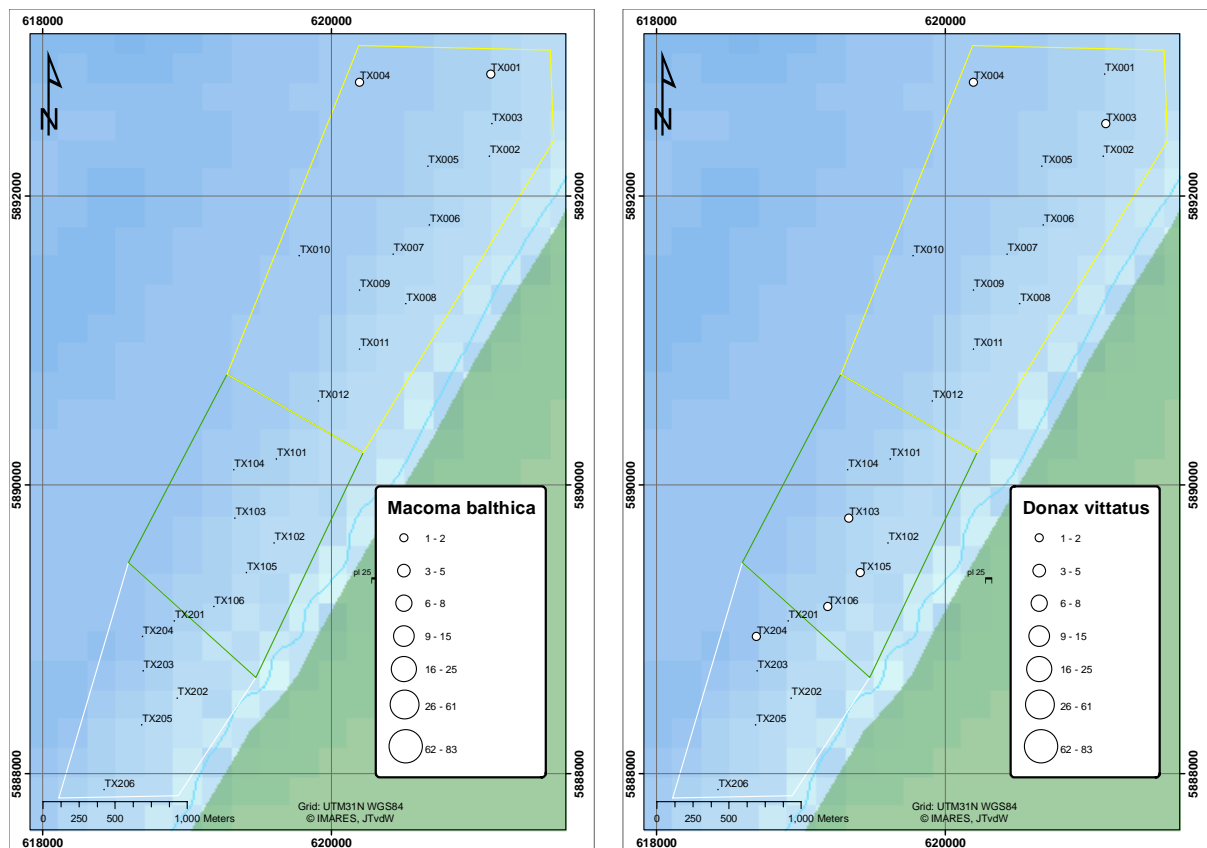 618000
620000
N
TX004
TX001
TX003
TX002
TX005
5892000
5892000
TX006
TX010
TX007
TX009
TX008
TX011
TX012
TX101
TX104
5890000
5890000
TX103
TX102
TX105
pl 25
TX106
TX201
TX204
TX203
TX202
TX205
5888000
5888000
TX206
Macoma balthica
1 - 2
3 - 5
6 - 8
9 - 15
16 - 25
26 - 61
62 - 83
0 250 500 1,000 Meters
Grid: UTM31N WGS84
© IMARES, JTvdW
618000
620000
618000
620000
N
TX004
TX001
TX003
TX002
TX005
5892000
5892000
TX006
TX010
TX007
TX009
TX008
TX011
TX012
TX101
TX104
5890000
5890000
TX103
TX102
TX105
pl 25
TX106
TX201
TX204
TX203
TX202
TX205
5888000
5888000
TX206
Donax vittatus
1 - 2
3 - 5
6 - 8
9 - 15
16 - 25
26 - 61
62 - 83
0 250 500 1,000 Meters
Grid: UTM31N WGS84
© IMARES, JTvdW
618000
620000